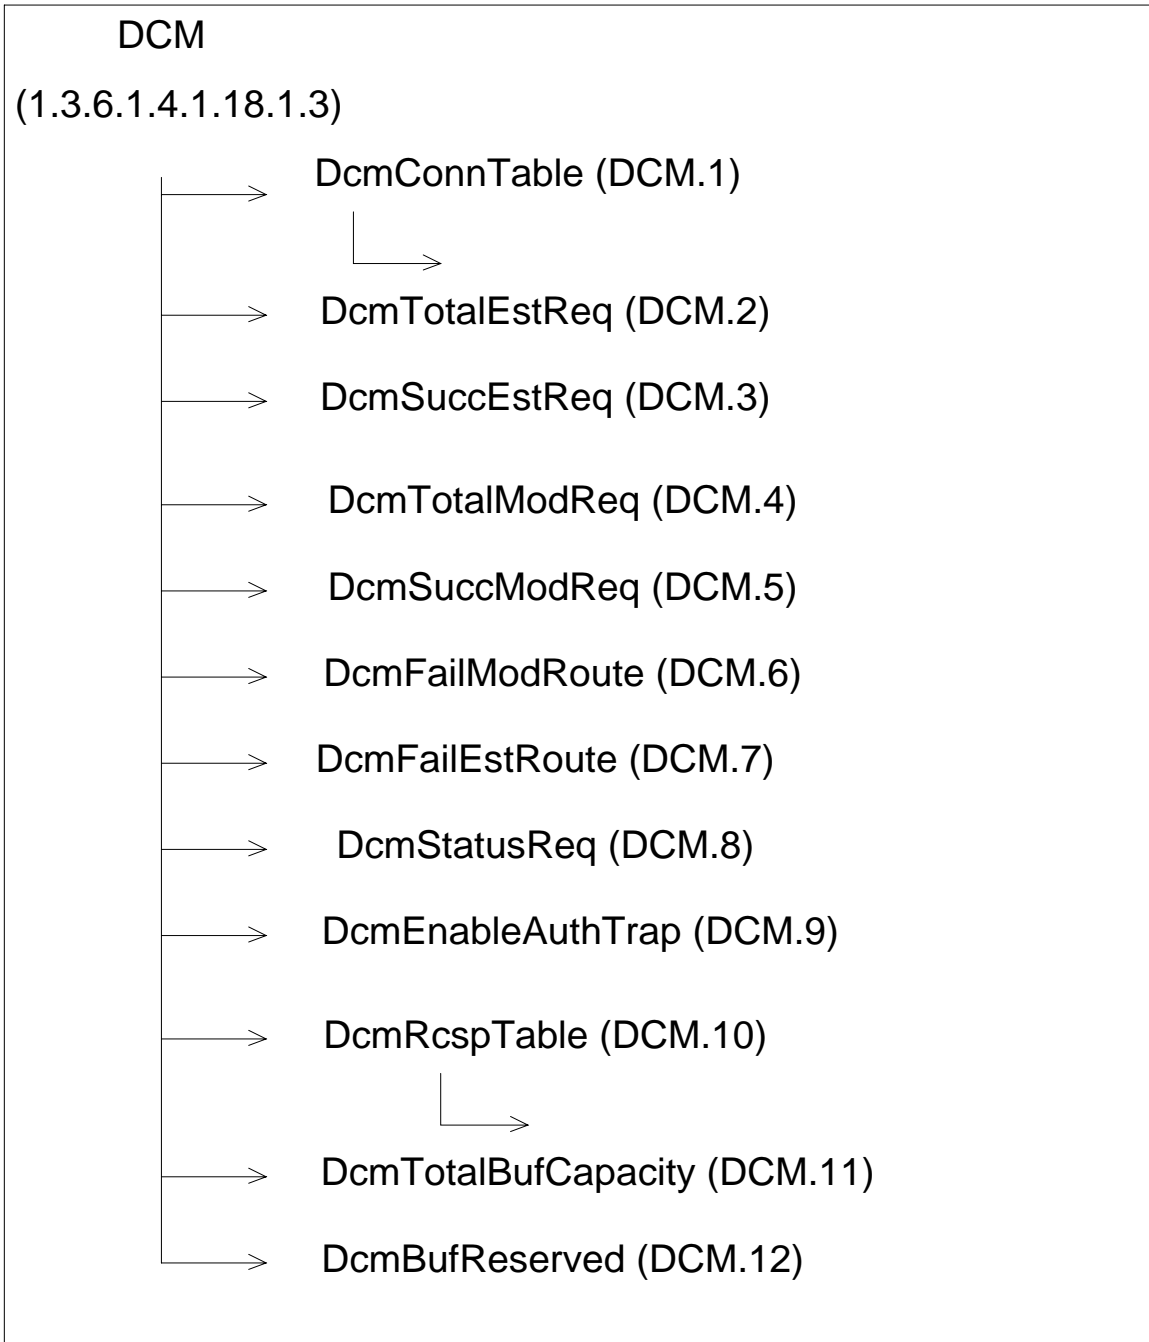 DCM
(1.3.6.1.4.1.18.1.3)
DcmConnTable (DCM.1)
DcmTotalEstReq (DCM.2)
DcmSuccEstReq (DCM.3)
DcmTotalModReq (DCM.4)
DcmSuccModReq (DCM.5)
DcmFailModRoute (DCM.6)
DcmFailEstRoute (DCM.7)
DcmStatusReq (DCM.8)
DcmEnableAuthTrap (DCM.9)
DcmRcspTable (DCM.10)
DcmTotalBufCapacity (DCM.11)
DcmBufReserved (DCM.12)